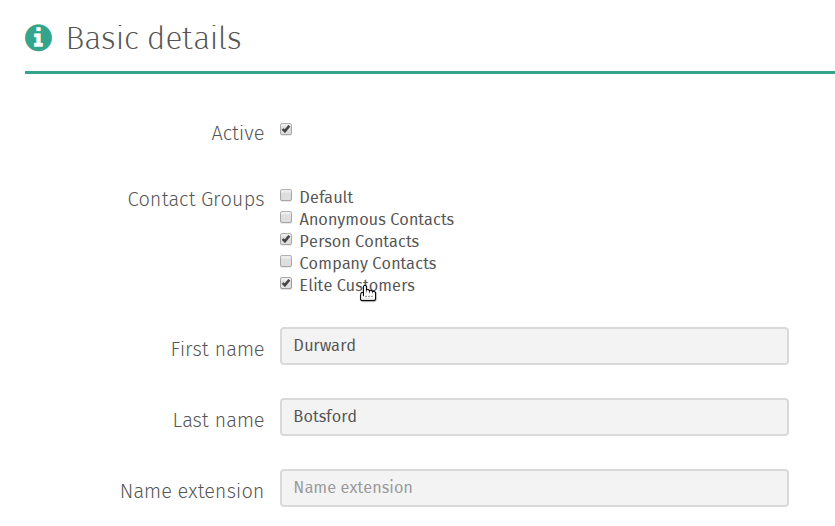 Basic details
Active
Contact Groups
Default
Anonymous Contacts
Person Contacts
Company Contacts
Elite Customers
First name
Durward
Last name
Botsford
Name extension
Name extension